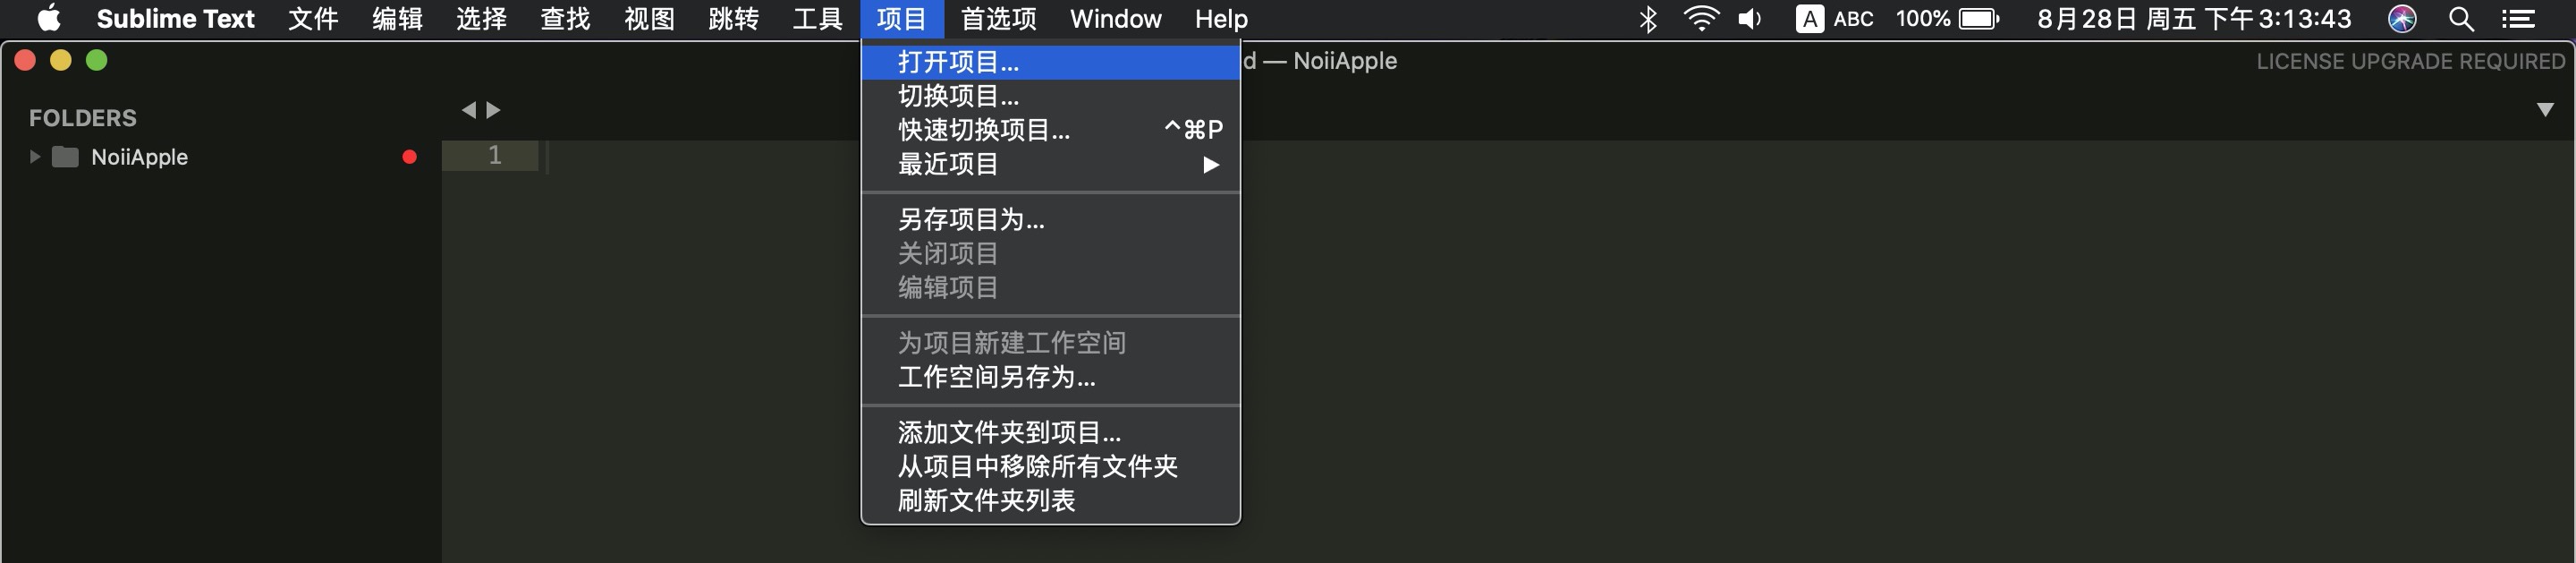 Sublime Text 文件 编辑 选择 查找 视图 跳转 工具 项目 首选项 Window Help A ABC 100% 8月28日 周五 下午3:13:43
d — NoiiApple LICENSE UPGRADE REQUIRED
FOLDERS
NoiiApple
1
打开项目...
切换项目...
快速切换项目... ^⌘P
最近项目 ▶
另存项目为...
关闭项目
编辑项目
为项目新建工作空间
工作空间另存为...
添加文件夹到项目...
从项目中移除所有文件夹
刷新文件夹列表